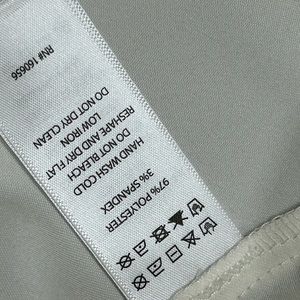 97% POLYESTER
3% SPANDEX
HAND WASH COLD
DO NOT BLEACH
RESHAPE AND DRY FLAT
LOW IRON
DO NOT DRY CLEAN
RN# 160656